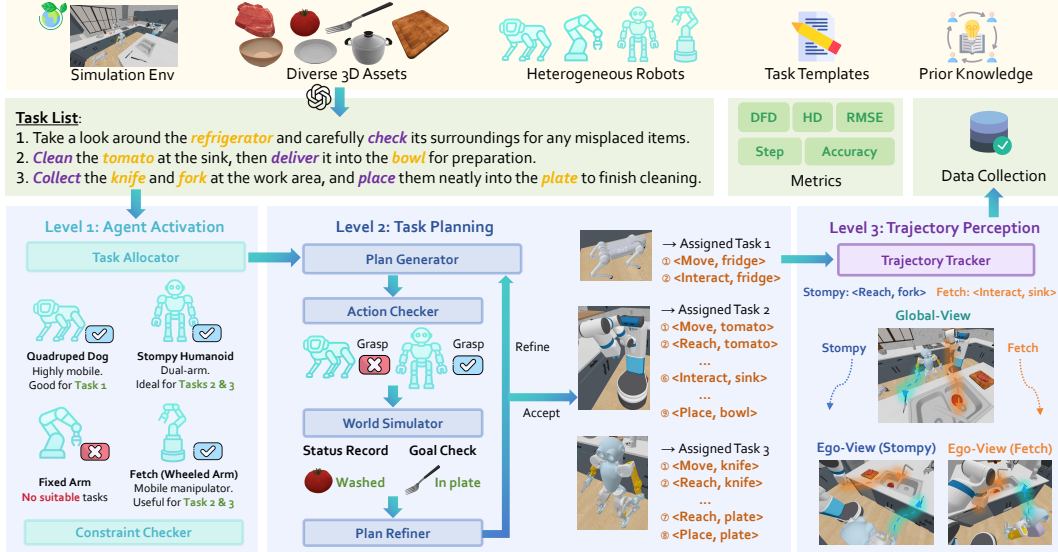 Simulation Env
Diverse 3D Assets
Heterogeneous Robots
Task Templates
Prior Knowledge
Task List:
1. Take a look around the refrigerator and carefully check its surroundings for any misplaced items.
2. Clean the tomato at the sink, then deliver it into the bowl for preparation.
3. Collect the knife and fork at the work area, and place them neatly into the plate to finish cleaning.
DFD
HD
RMSE
Step
Accuracy
Metrics
Data Collection
Level 1: Agent Activation
Task Allocator
Quadruped Dog
Highly mobile.
Good for Task 1
Stompy Humanoid
Dual-arm.
Ideal for Tasks 2 & 3
Fixed Arm
No suitable tasks
Fetch (Wheeled Arm)
Mobile manipulator.
Useful for Task 2 & 3
Constraint Checker
Level 2: Task Planning
Plan Generator
Action Checker
Grasp
Grasp
World Simulator
Status Record
Goal Check
Washed
In plate
Plan Refiner
Refine
Accept
→ Assigned Task 1
① <Move, fridge>
② <Interact, fridge>
→ Assigned Task 2
① <Move, tomato>
② <Reach, tomato>
...
⑥ <Interact, sink>
...
⑨ <Place, bowl>
→ Assigned Task 3
① <Move, knife>
② <Reach, knife>
...
⑦ <Reach, plate>
⑧ <Place, plate>
Level 3: Trajectory Perception
Trajectory Tracker
Stompy: <Reach, fork>
Fetch: <Interact, sink>
Global-View
Stompy
Fetch
Ego-View (Stompy)
Ego-View (Fetch)